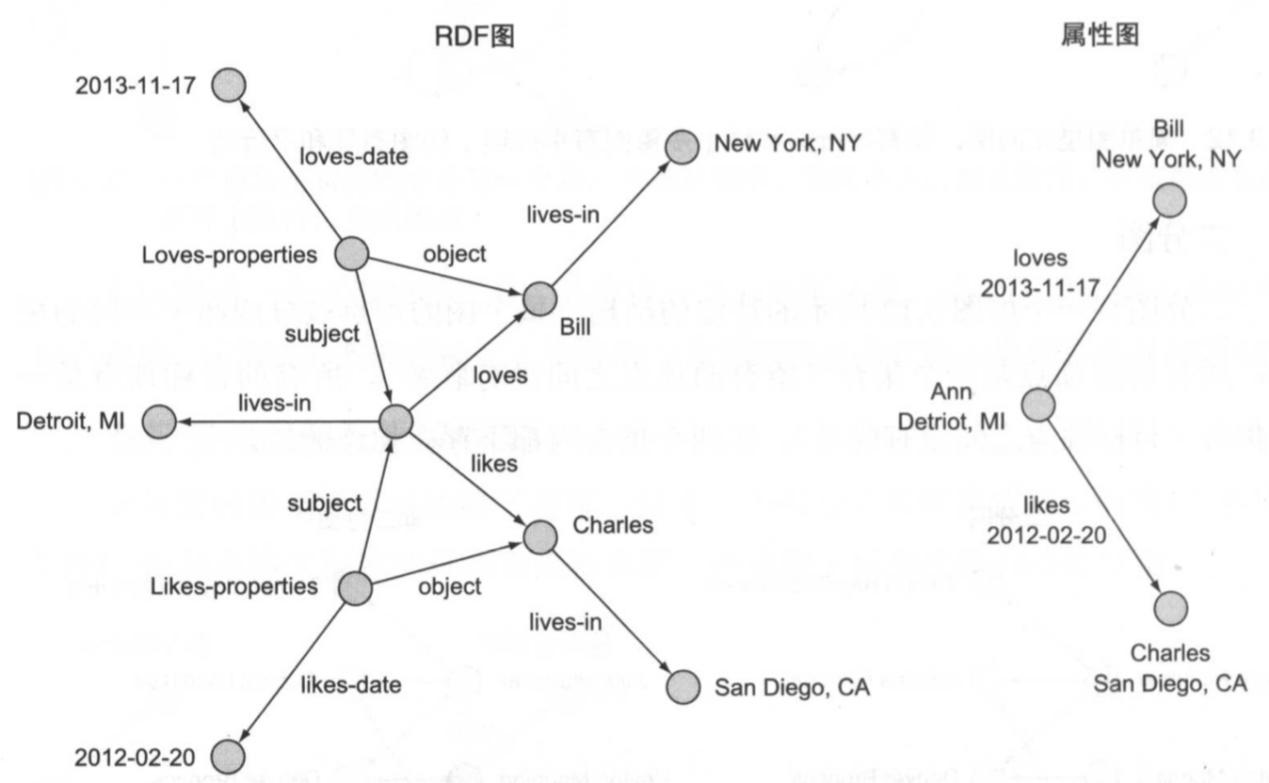 RDF图
属性图
2013-11-17
loves-date
New York, NY
lives-in
Loves-properties
object
Bill
subject
loves
Detroit, MI
lives-in
likes
subject
Charles
Likes-properties
object
lives-in
likes-date
San Diego, CA
2012-02-20
Bill
New York, NY
loves
2013-11-17
Ann
Detriot, MI
likes
2012-02-20
Charles
San Diego, CA